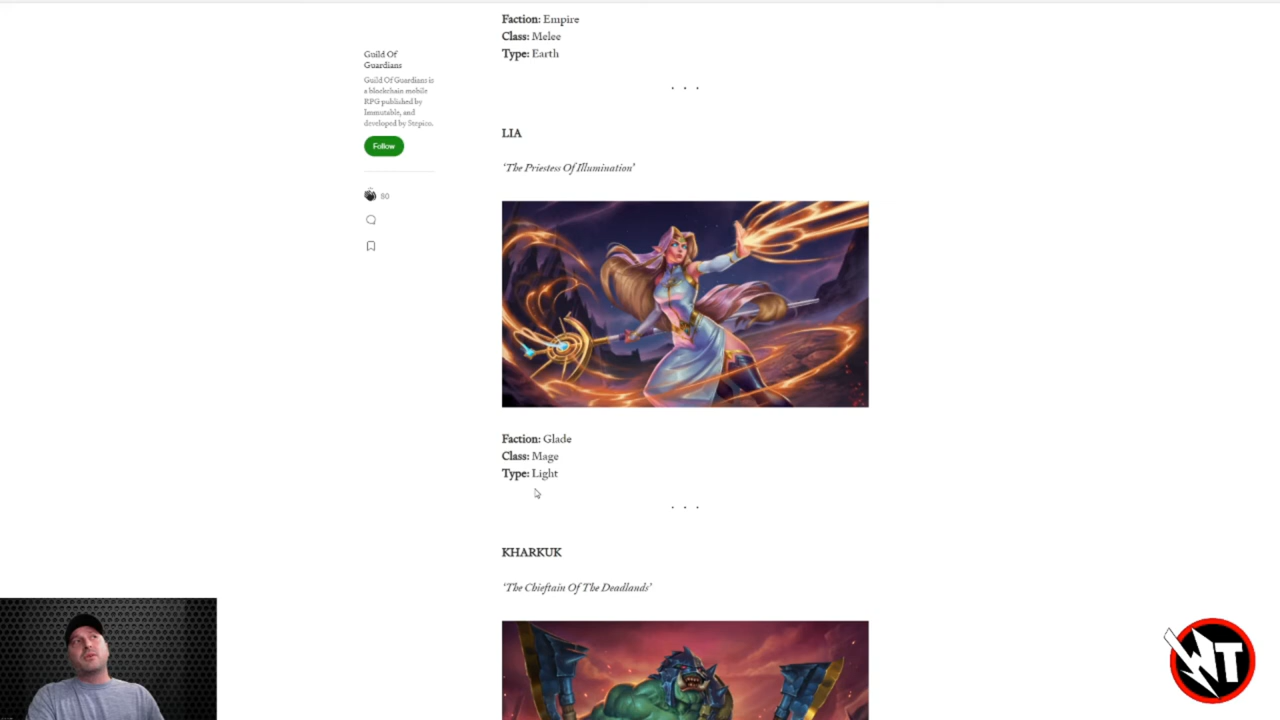 Faction: Empire
Class: Melee
Type: Earth
Guild Of
Guardians
Guild Of Guardians is
a blockchain mobile
RPG published by
Immutable, and
developed by Stepico.
Follow
80
LIA
‘The Priestess Of Illumination’
Faction: Glade
Class: Mage
Type: Light
KHARKUK
‘The Chieftain Of The Deadlands’
WT